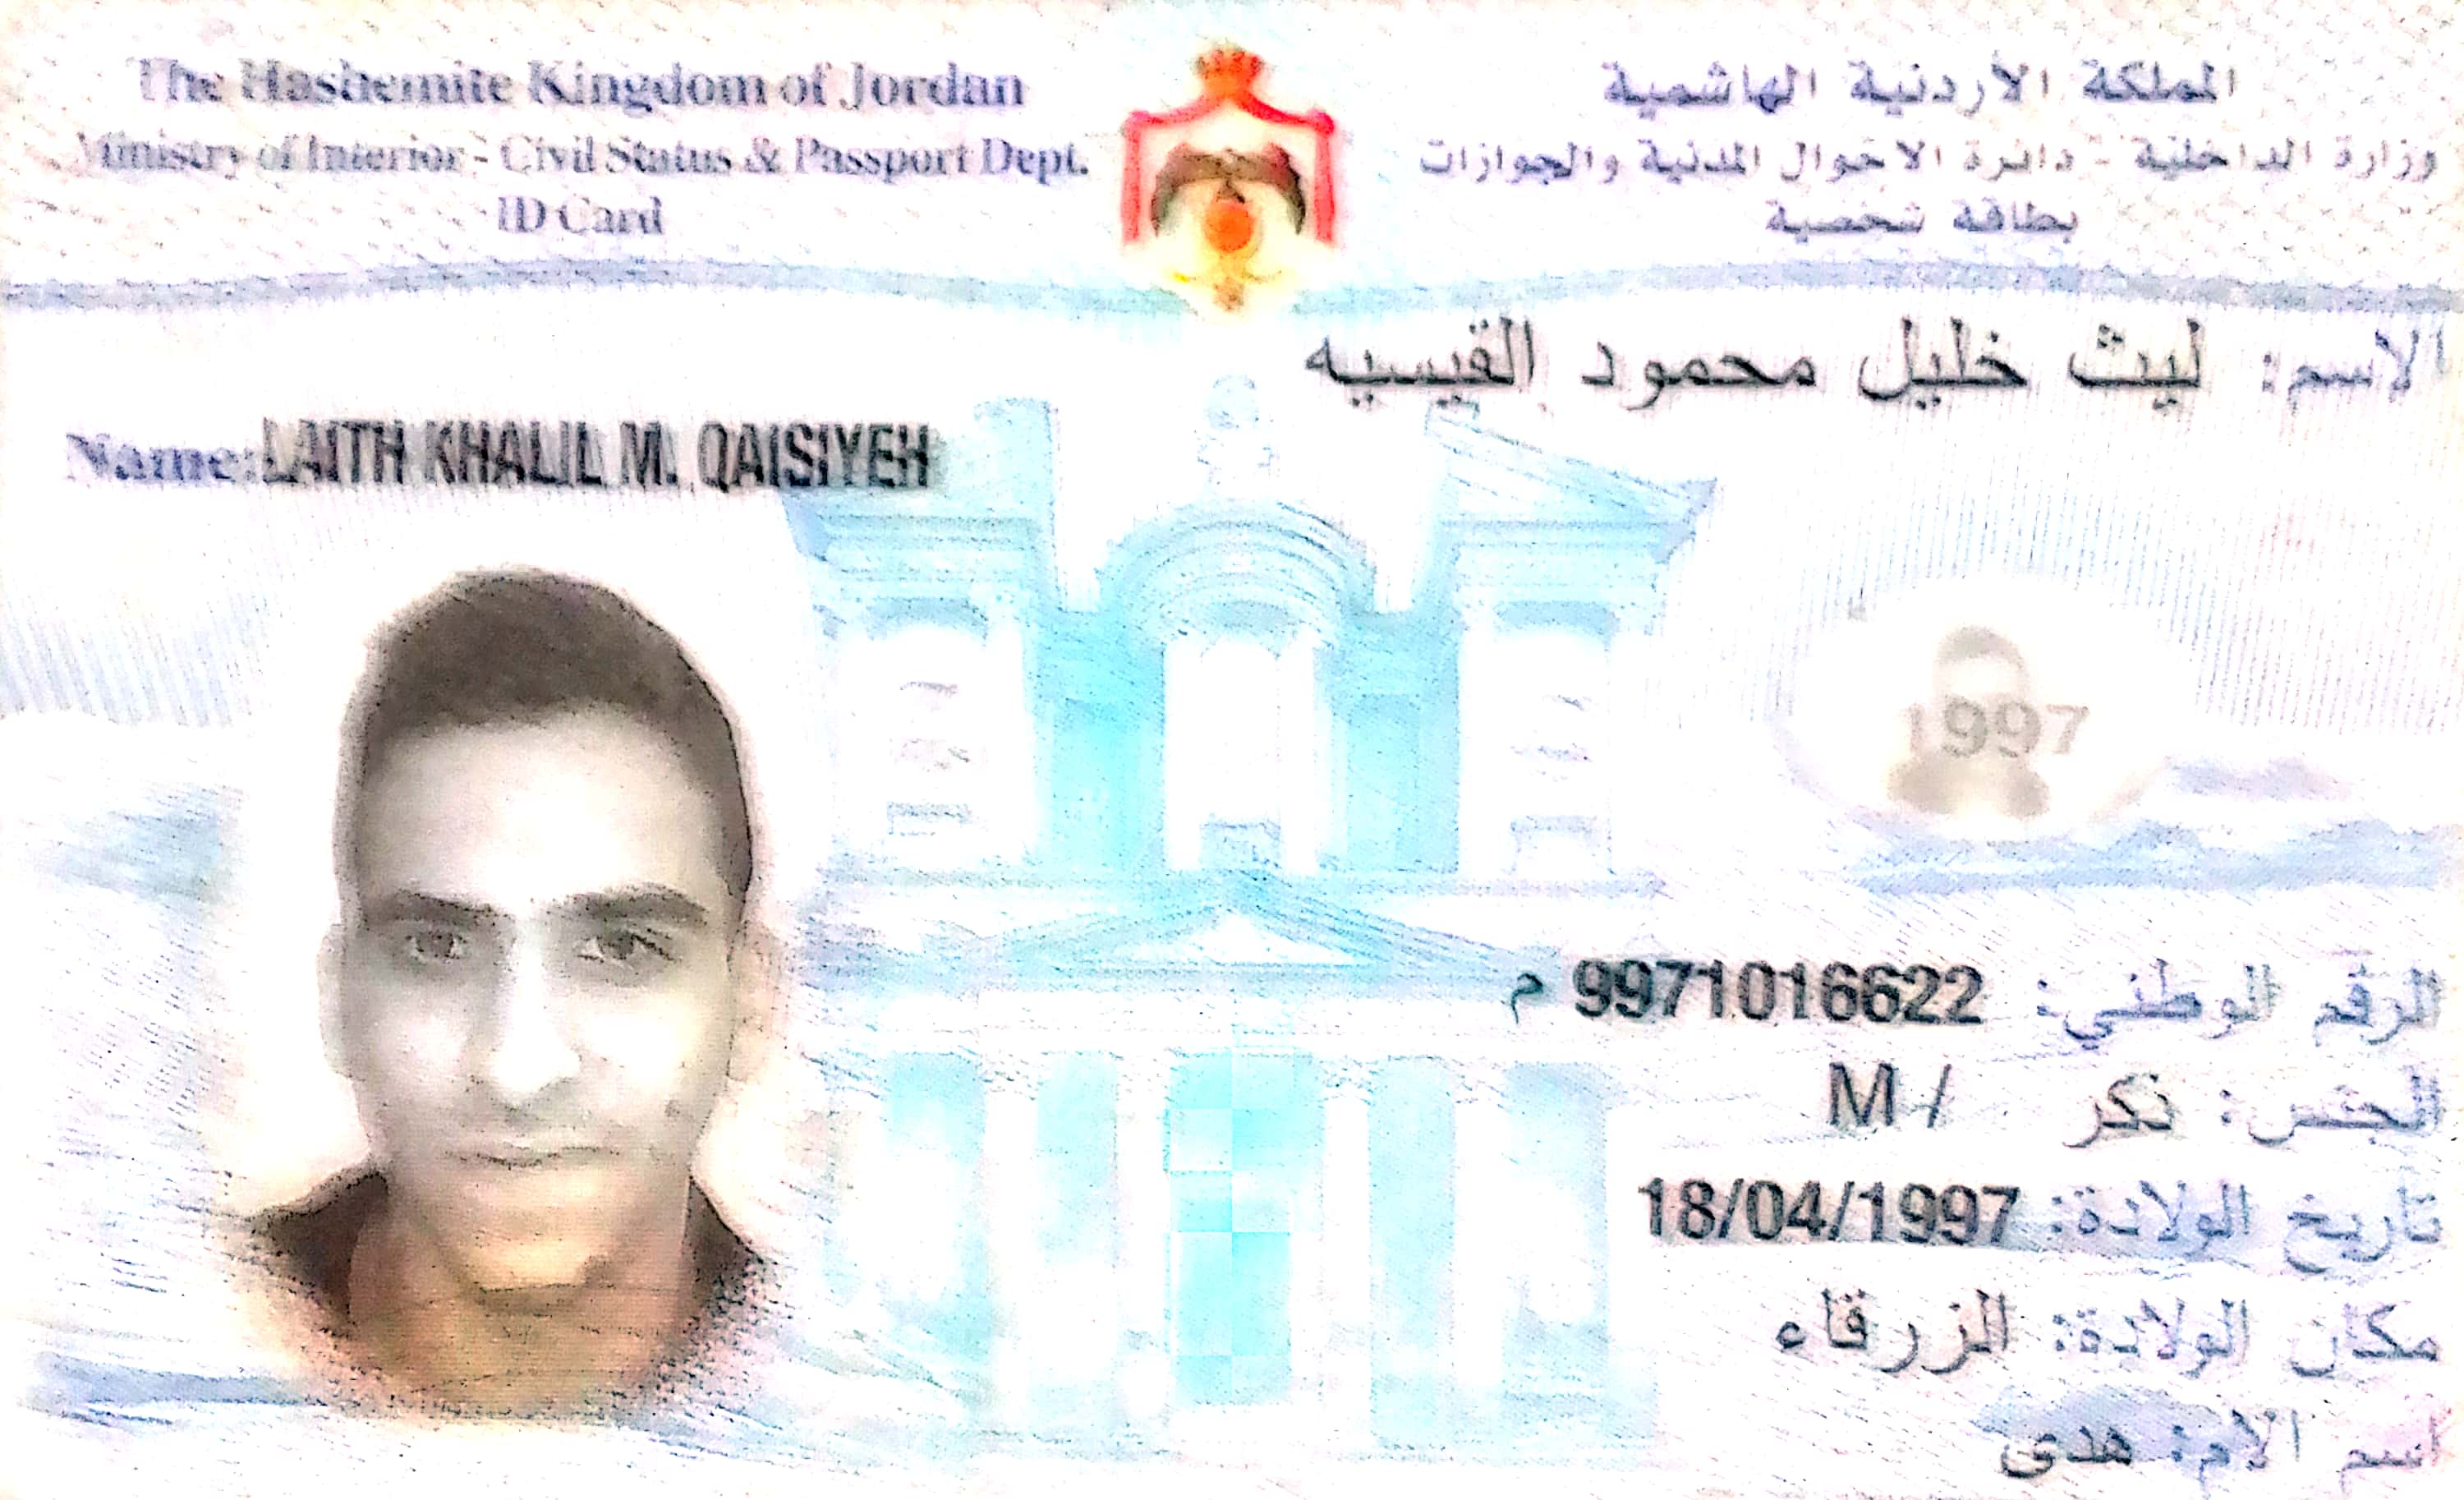 The Hashemite Kingdom of Jordan
المملكة الأردنية الهاشمية
Ministry of Interior - Civil Status & Passport Dept.
وزارة الداخلية - دائرة الاحوال المدنية والجوازات
ID Card
بطاقة شخصية
الاسم: ليث خليل محمود القيسيه
Name: LAITH KHALIL M. QAISIYEH
1997
الرقم الوطني: 9971016622 م
الجنس: ذكر / M
تاريخ الولادة: 18/04/1997
مكان الولادة: الزرقاء
اسم الام: هدى